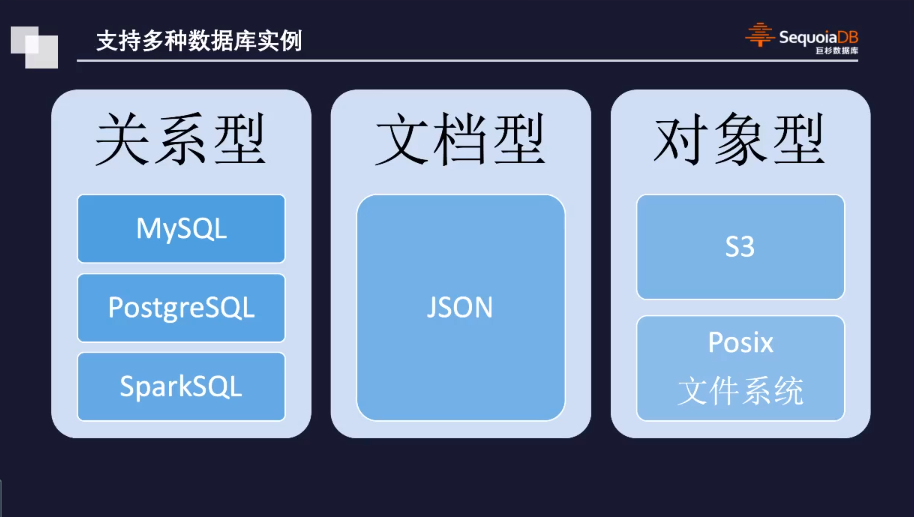 支持多种数据库实例
SequoiaDB
巨杉数据库
关系型
MySQL
PostgreSQL
SparkSQL
文档型
JSON
对象型
S3
Posix
文件系统